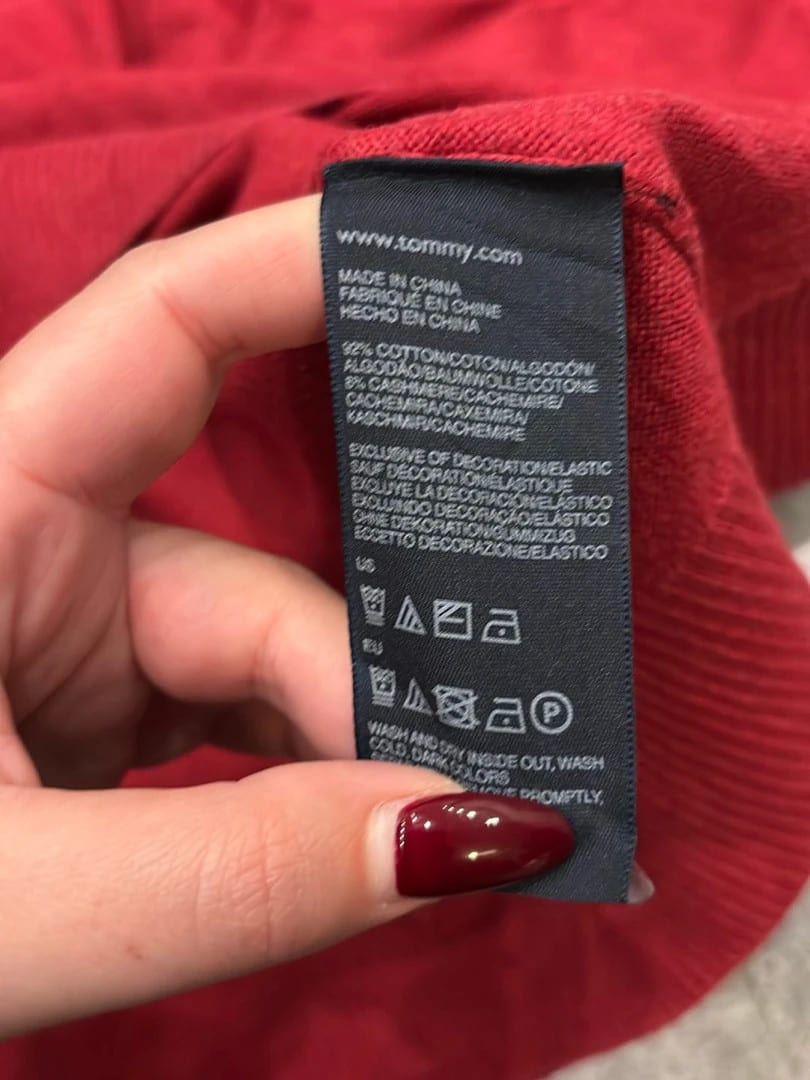 www.tommy.com
MADE IN CHINA
FABRIQUÉ EN CHINE
HECHO EN CHINA
92% COTTON/COTON/ALGODÓN/
ALGODÃO/BAUMWOLLE/COTONE
8% CASHMERE/CACHEMIRE/
CACHEMIRA/CAXEMIRA/
KASCHMIR/CACHEMIRE
EXCLUSIVE OF DECORATION/ELASTIC
SAUF DÉCORATION/ÉLASTIQUE
EXCLUYE LA DECORACIÓN/ELÁSTICO
EXCLUINDO DECORAÇÃO/ELÁSTICO
OHNE DEKORATION/GUMMIZUG
ECCETTO DECORAZIONE/ELASTICO
US
EU
P
WASH AND DRY INSIDE OUT, WASH
COLD, DARK COLORS
PROMPTLY,